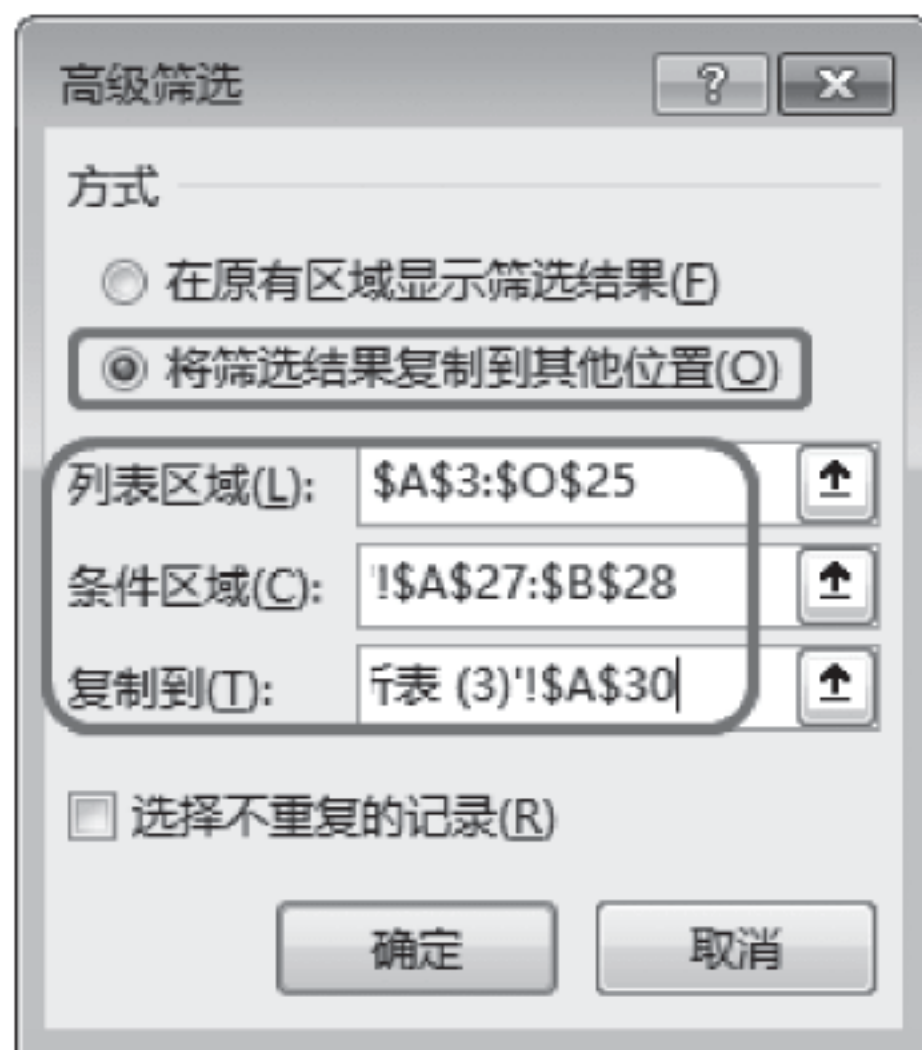 高级筛选
方式
在原有区域显示筛选结果(F)
将筛选结果复制到其他位置(O)
列表区域(L): $A$3:$O$25
条件区域(C): '!$A$27:$B$28
复制到(T): 表 (3)'!$A$30
选择不重复的记录(R)
确定 取消